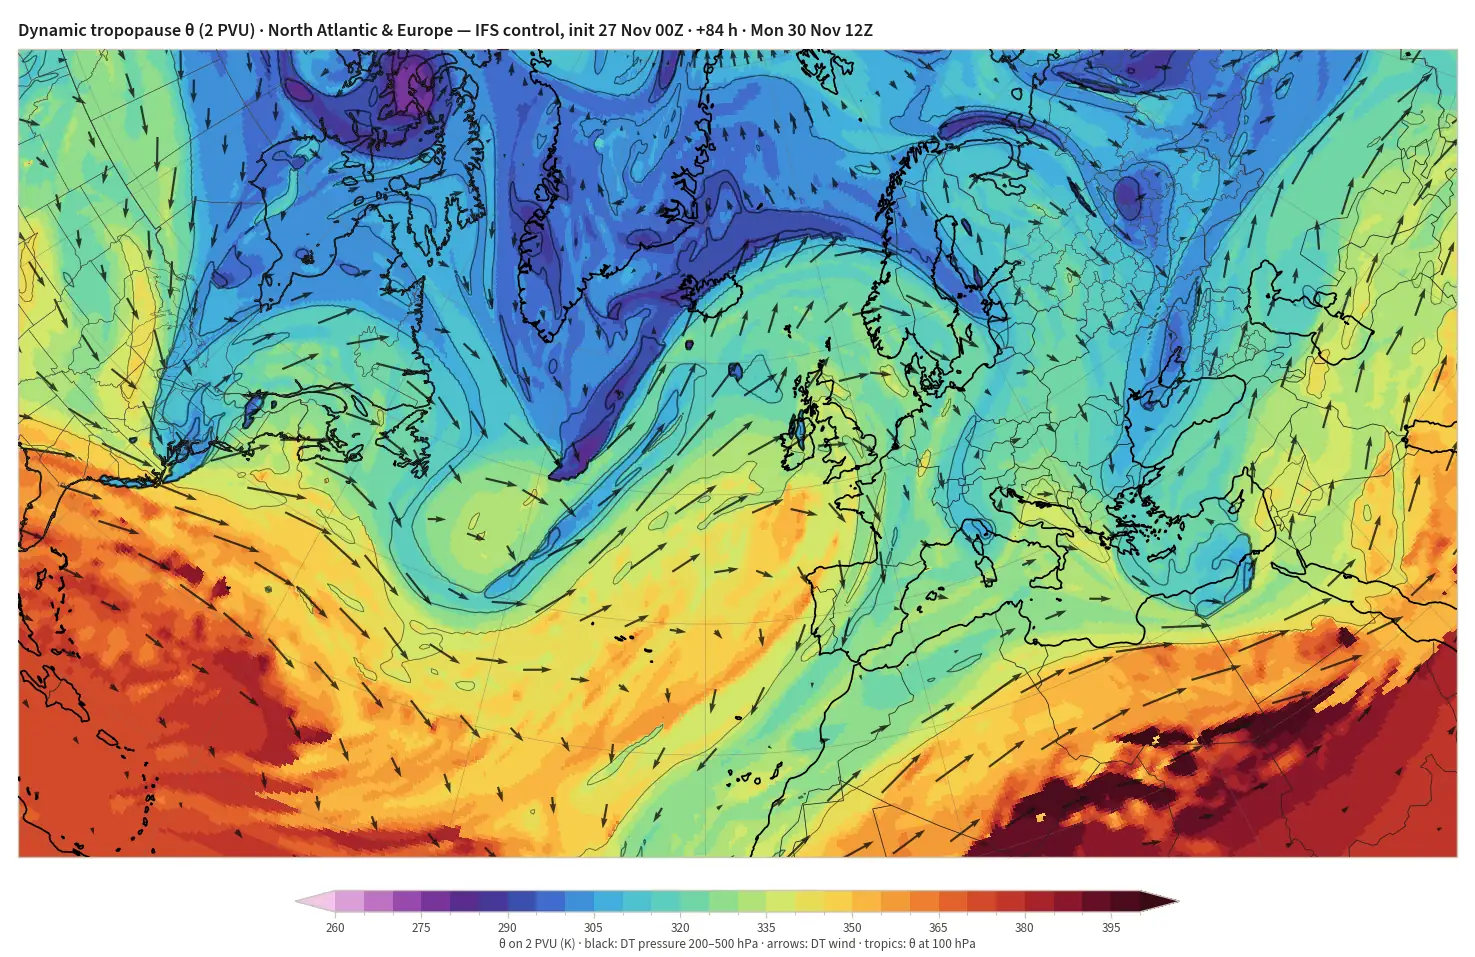 Dynamic tropopause θ (2 PVU) · North Atlantic & Europe — IFS control, init 27 Nov 00Z · +84 h · Mon 30 Nov 12Z
260 275 290 305 320 335 350 365 380 395
θ on 2 PVU (K) · black: DT pressure 200–500 hPa · arrows: DT wind · tropics: θ at 100 hPa